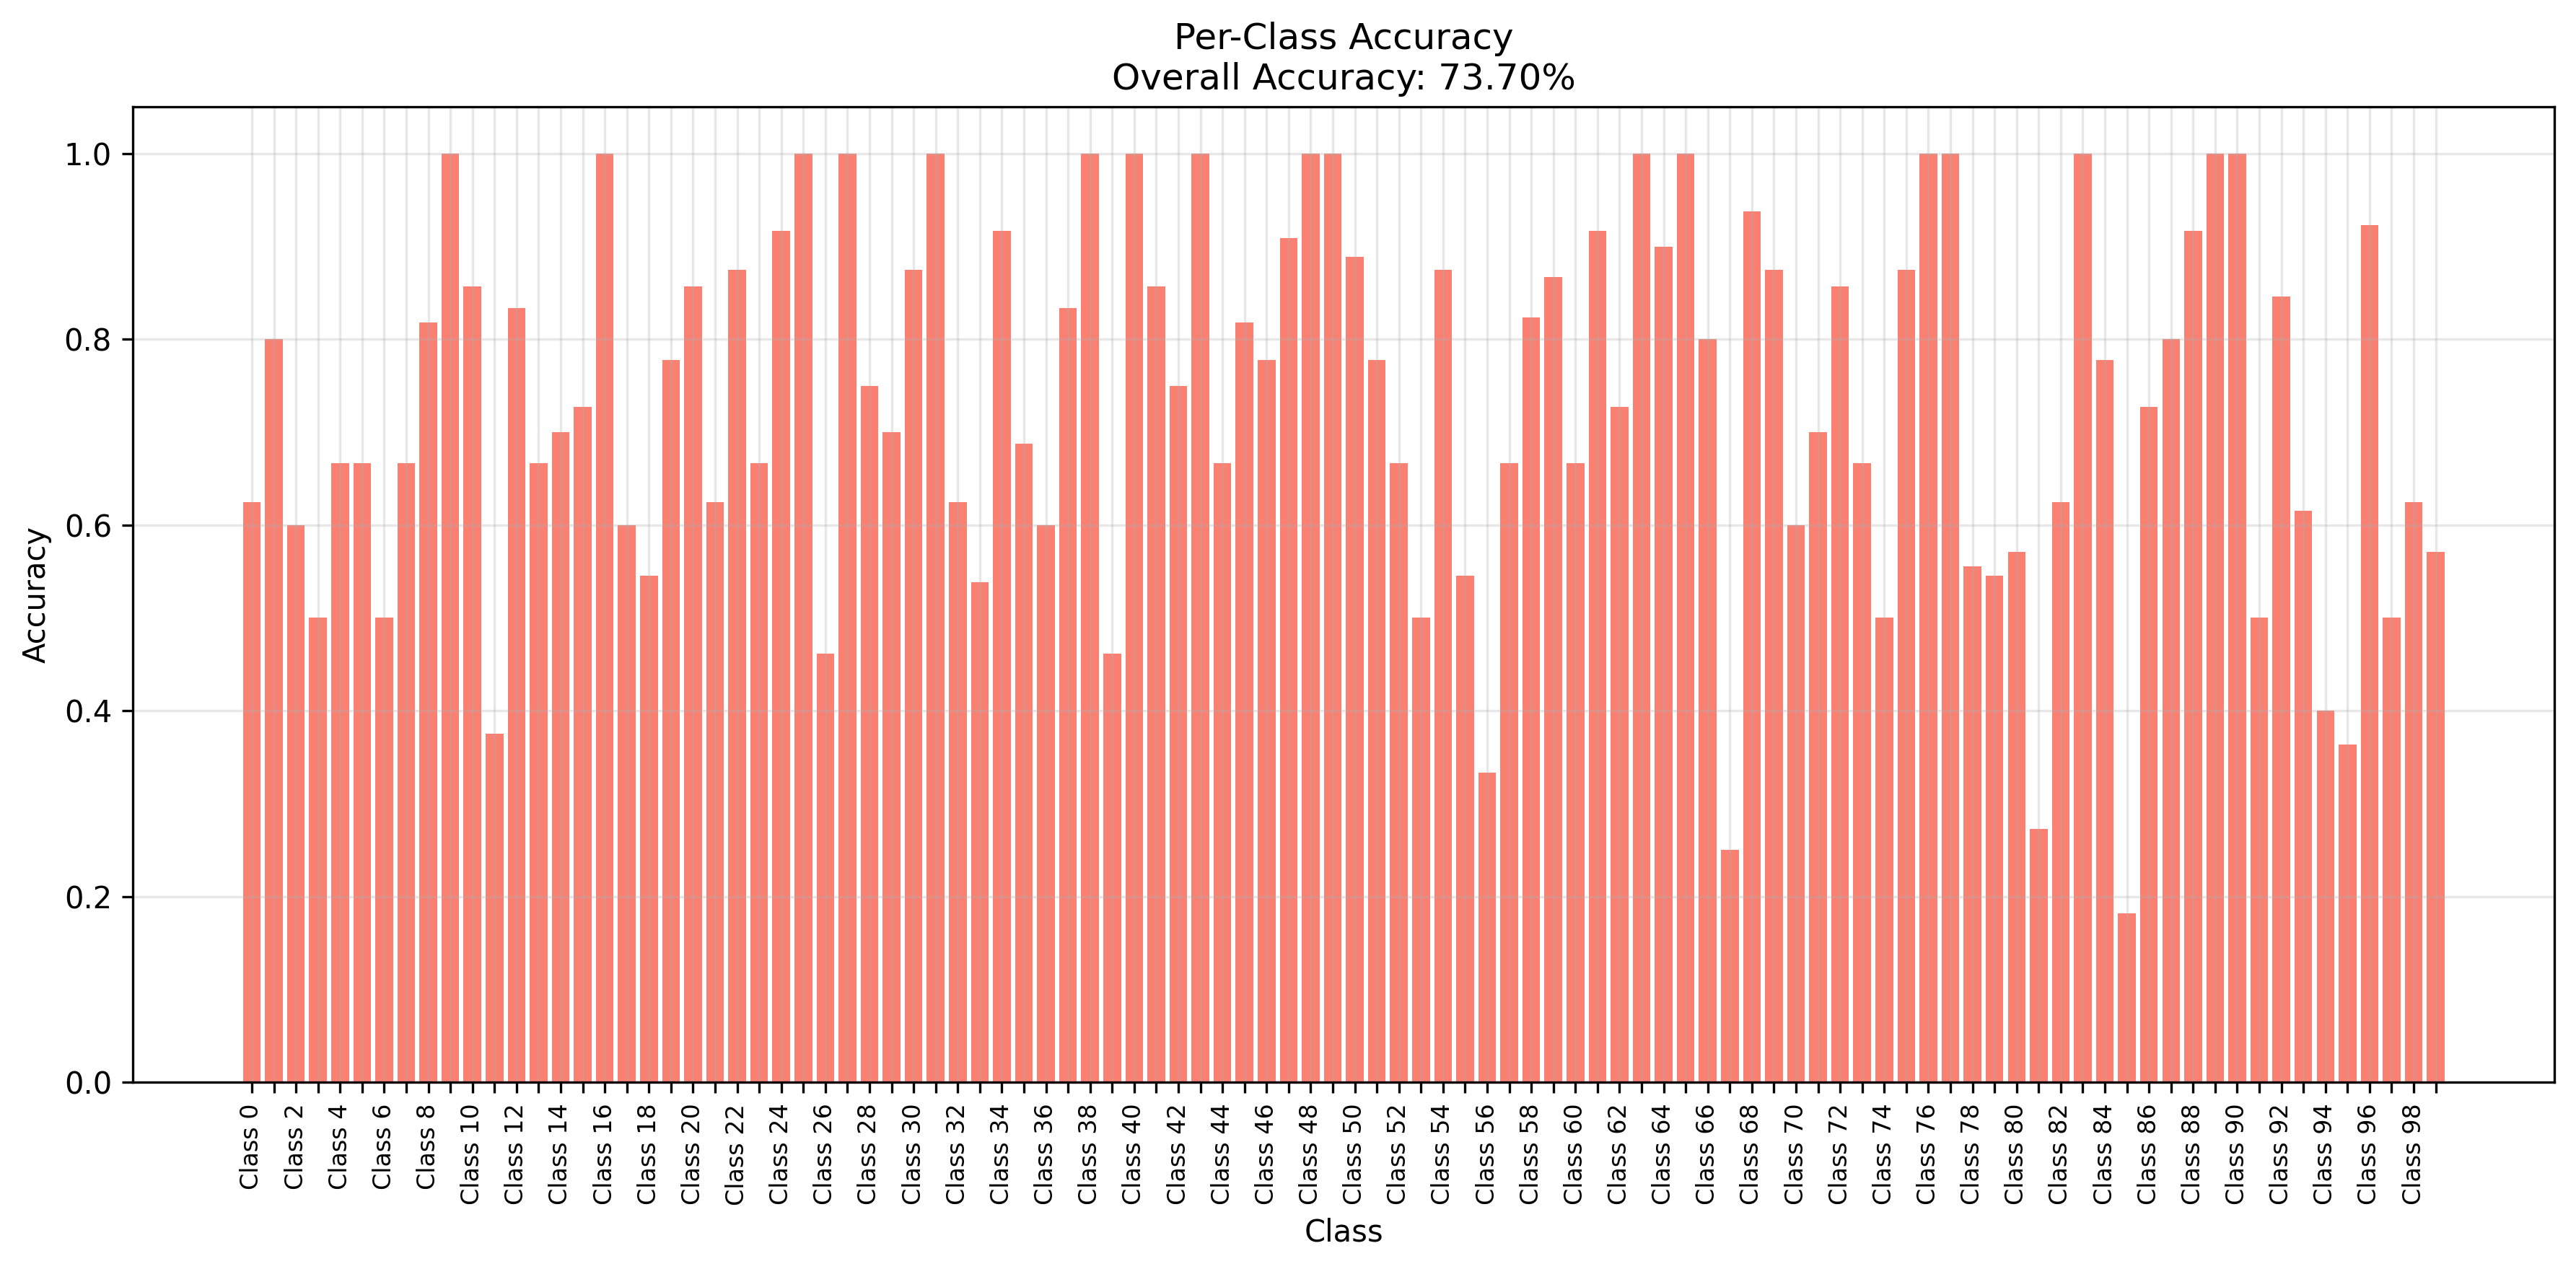 Per-Class Accuracy
Overall Accuracy: 73.70%
Accuracy
1.0
0.8
0.6
0.4
0.2
0.0
Class 0
Class 2
Class 4
Class 6
Class 8
Class 10
Class 12
Class 14
Class 16
Class 18
Class 20
Class 22
Class 24
Class 26
Class 28
Class 30
Class 32
Class 34
Class 36
Class 38
Class 40
Class 42
Class 44
Class 46
Class 48
Class 50
Class 52
Class 54
Class 56
Class 58
Class 60
Class 62
Class 64
Class 66
Class 68
Class 70
Class 72
Class 74
Class 76
Class 78
Class 80
Class 82
Class 84
Class 86
Class 88
Class 90
Class 92
Class 94
Class 96
Class 98
Class